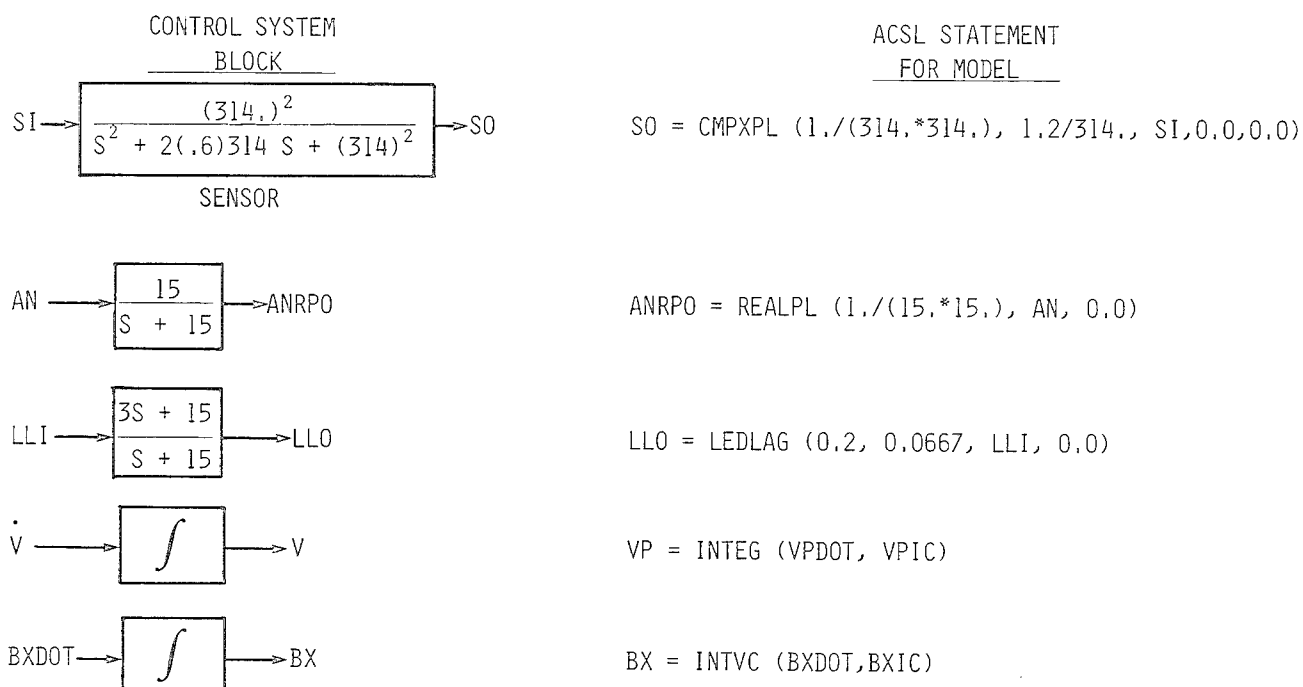 CONTROL SYSTEM
BLOCK
ACSL STATEMENT
FOR MODEL
SI (314.)² / S² + 2(.6)314 S + (314)² SO
SENSOR
SO = CMPXPL (1./(314.*314.), 1.2/314., SI,0.0,0.0)
AN 15 / S + 15 ANRPO
ANRPO = REALPL (1./(15.*15.), AN, 0.0)
LLI 3S + 15 / S + 15 LLO
LLO = LEDLAG (0.2, 0.0667, LLI, 0.0)
V̇ ∫ V
VP = INTEG (VPDOT, VPIC)
BXDOT ∫ BX
BX = INTVC (BXDOT,BXIC)